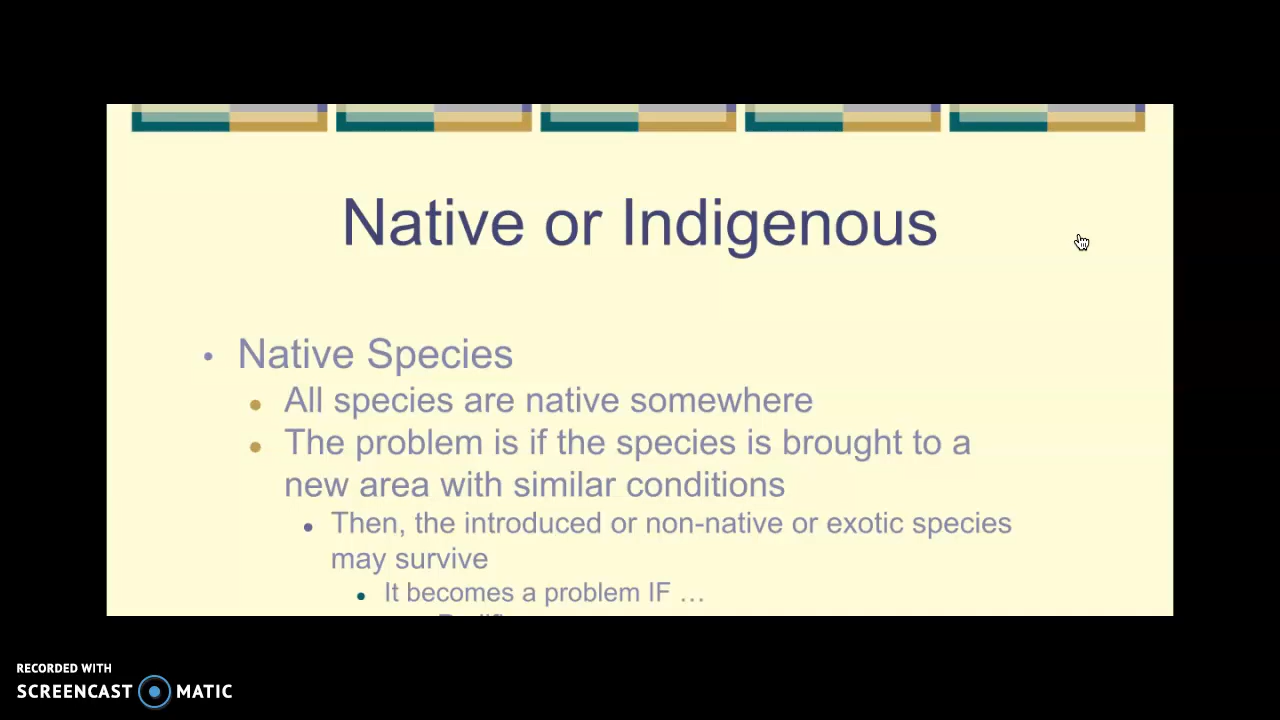 Native or Indigenous
• Native Species
• All species are native somewhere
• The problem is if the species is brought to a
new area with similar conditions
• Then, the introduced or non-native or exotic species
may survive
• It becomes a problem IF …
RECORDED WITH
SCREENCAST MATIC